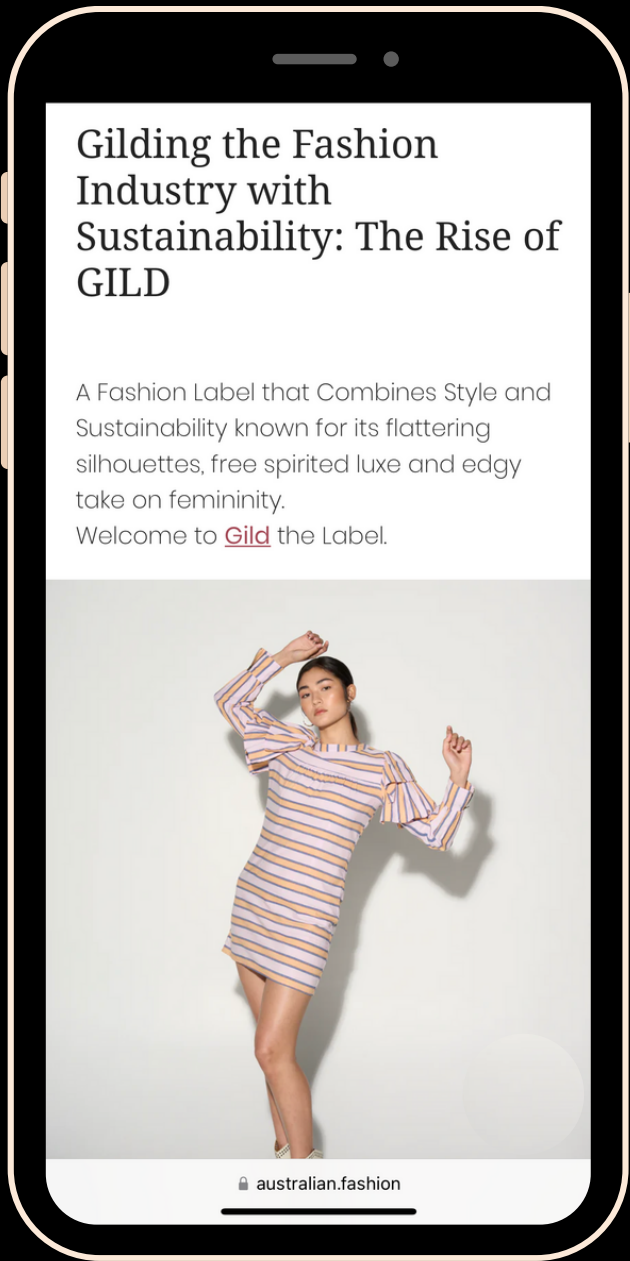 Gilding the Fashion
Industry with
Sustainability: The Rise of
GILD
A Fashion Label that Combines Style and
Sustainability known for its flattering
silhouettes, free spirited luxe and edgy
take on femininity.
Welcome to Gild the Label.
australian.fashion